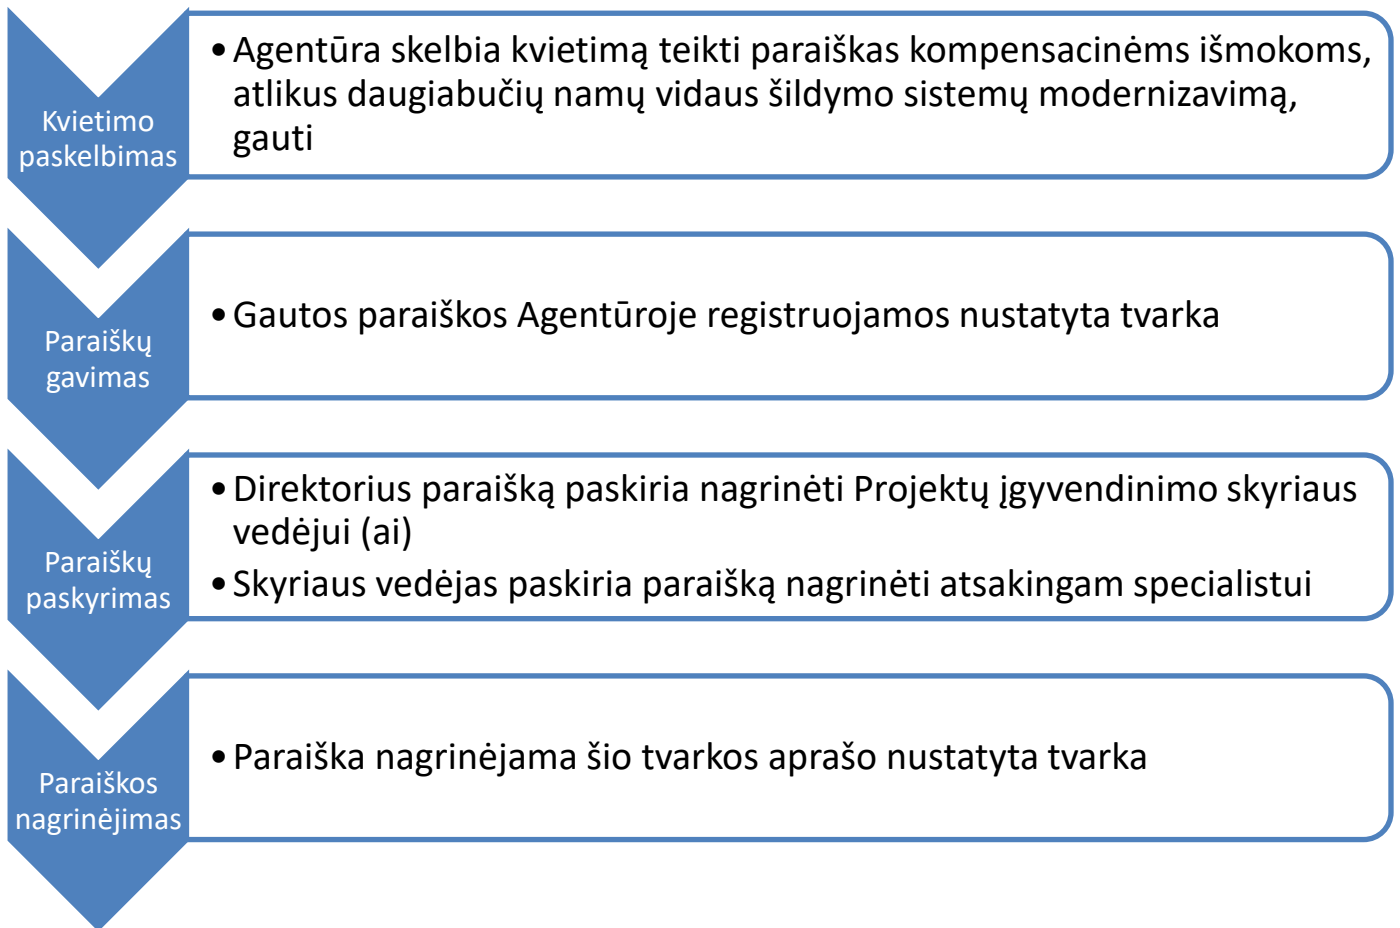 Kvietimo
paskelbimas
•Agentūra skelbia kvietimą teikti paraiškas kompensacinėms išmokoms,
atlikus daugiabučių namų vidaus šildymo sistemų modernizavimą,
gauti
Paraiškų
gavimas
•Gautos paraiškos Agentūroje registruojamos nustatyta tvarka
Paraiškų
paskyrimas
•Direktorius paraišką paskiria nagrinėti Projektų įgyvendinimo skyriaus
vedėjui (ai)
•Skyriaus vedėjas paskiria paraišką nagrinėti atsakingam specialistui
Paraiškos
nagrinėjimas
•Paraiška nagrinėjama šio tvarkos aprašo nustatyta tvarka